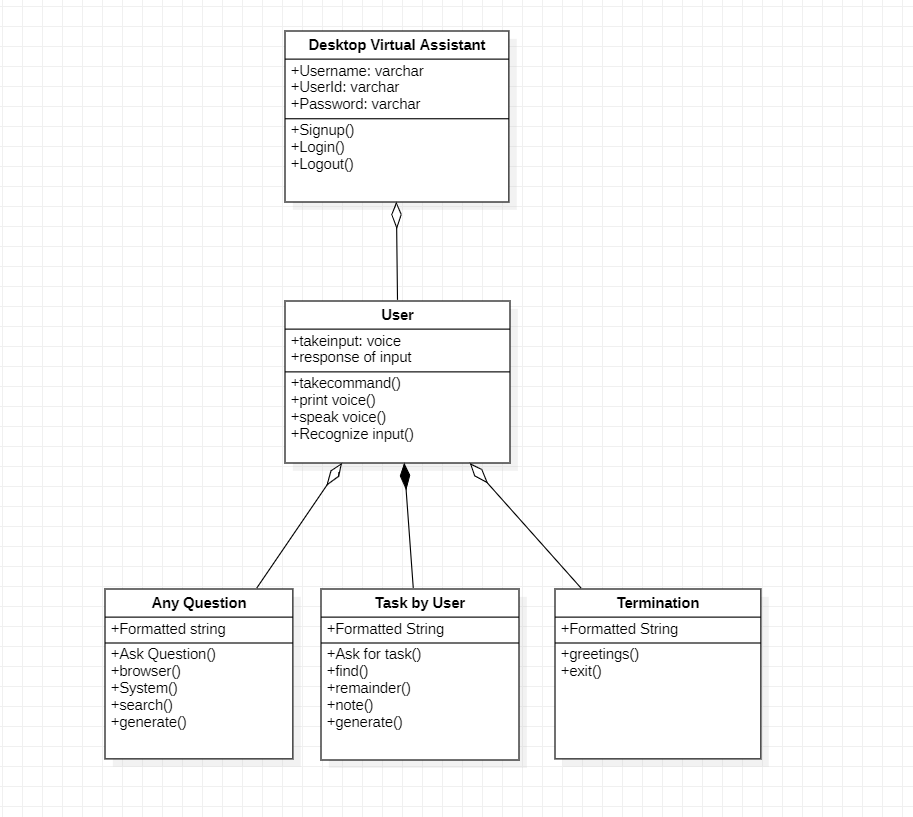 Desktop Virtual Assistant
+Username: varchar
+UserId: varchar
+Password: varchar
+Signup()
+Login()
+Logout()
User
+takeinput: voice
+response of input
+takecommand()
+print voice()
+speak voice()
+Recognize input()
Any Question
+Formatted string
+Ask Question()
+browser()
+System()
+search()
+generate()
Task by User
+Formatted String
+Ask for task()
+find()
+remainder()
+note()
+generate()
Termination
+Formatted String
+greetings()
+exit()